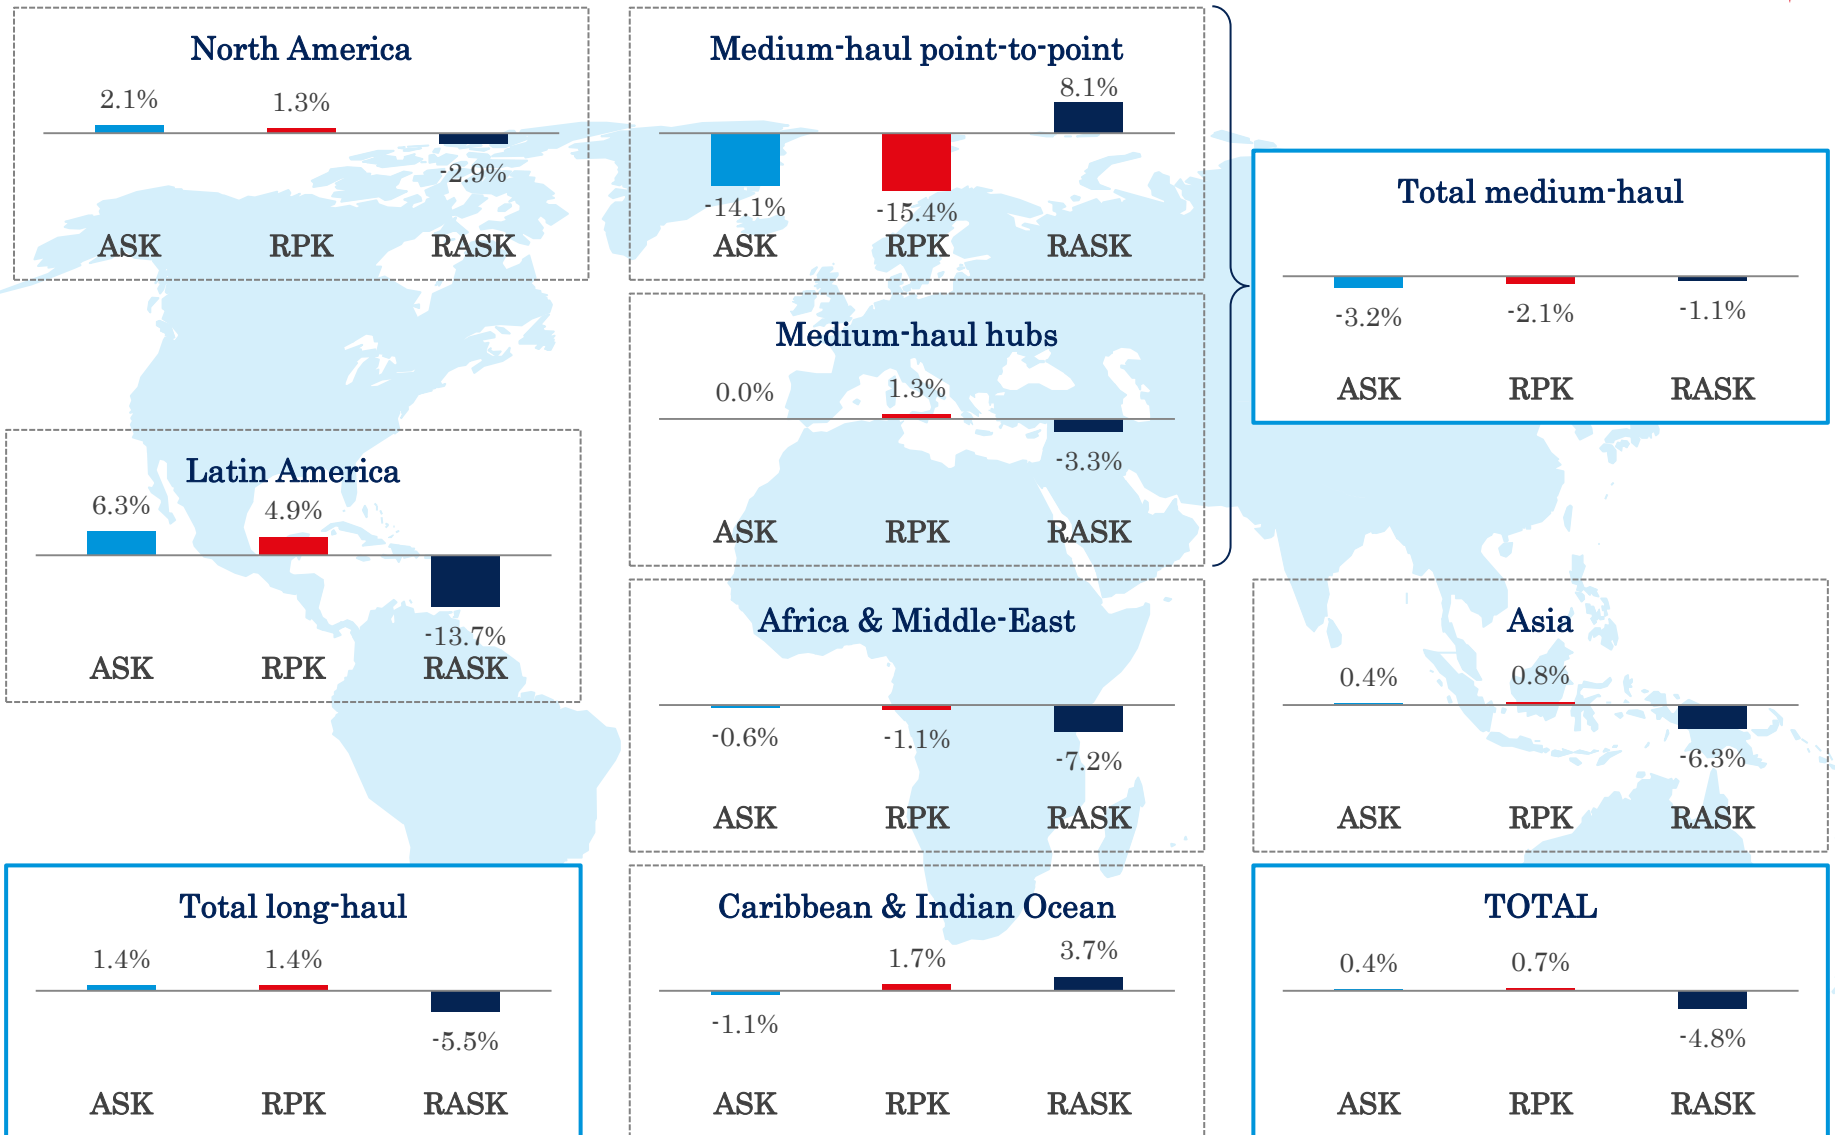 North America
2.1% 1.3% -2.9%
ASK RPK RASK
Medium-haul point-to-point
-14.1% -15.4% 8.1%
ASK RPK RASK
Total medium-haul
-3.2% -2.1% -1.1%
ASK RPK RASK
Medium-haul hubs
0.0% 1.3% -3.3%
ASK RPK RASK
Latin America
6.3% 4.9% -13.7%
ASK RPK RASK
Africa & Middle-East
-0.6% -1.1% -7.2%
ASK RPK RASK
Asia
0.4% 0.8% -6.3%
ASK RPK RASK
Total long-haul
1.4% 1.4% -5.5%
ASK RPK RASK
Caribbean & Indian Ocean
-1.1% 1.7% 3.7%
ASK RPK RASK
TOTAL
0.4% 0.7% -4.8%
ASK RPK RASK